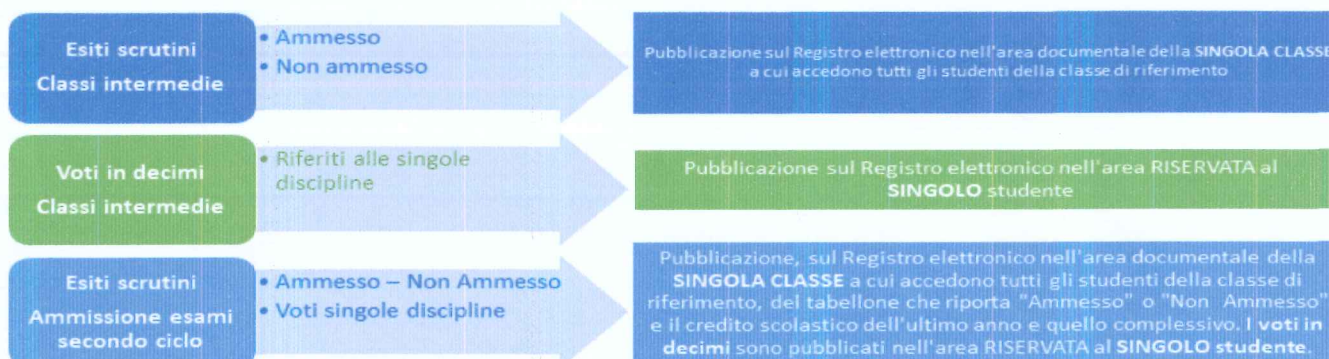 Esiti scrutini
Classi intermedie
• Ammesso
• Non ammesso
Pubblicazione sul Registro elettronico nell'area documentale della SINGOLA CLASSE
a cui accedono tutti gli studenti della classe di riferimento
Voti in decimi
Classi intermedie
• Riferiti alle singole
discipline
Pubblicazione sul Registro elettronico nell'area RISERVATA al
SINGOLO studente
Esiti scrutini
Ammissione esami
secondo ciclo
• Ammesso – Non Ammesso
• Voti singole discipline
Pubblicazione, sul Registro elettronico nell'area documentale della
SINGOLA CLASSE a cui accedono tutti gli studenti della classe di
riferimento, del tabellone che riporta "Ammesso" o "Non Ammesso"
e il credito scolastico dell'ultimo anno e quello complessivo. I voti in
decimi sono pubblicati nell'area RISERVATA al SINGOLO studente.